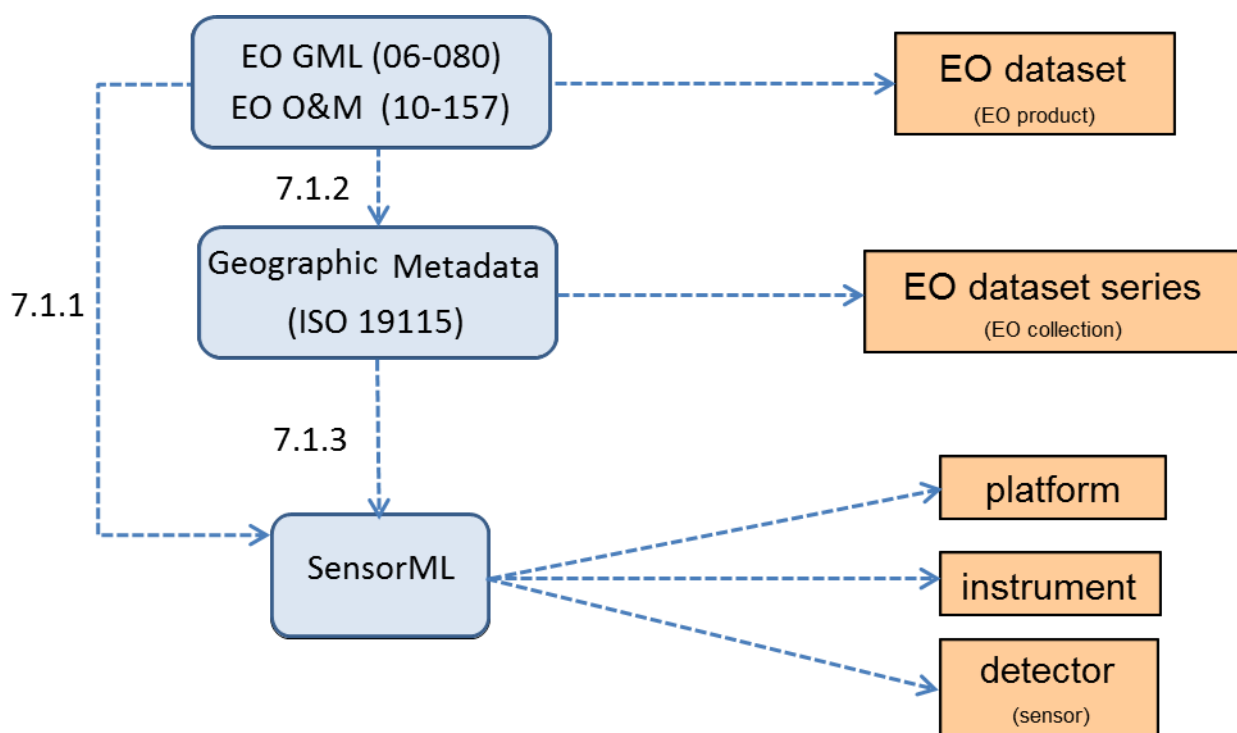 EO GML (06-080)
EO O&M (10-157)
EO dataset
(EO product)
7.1.2
Geographic Metadata
(ISO 19115)
EO dataset series
(EO collection)
7.1.1
7.1.3
SensorML
platform
instrument
detector
(sensor)